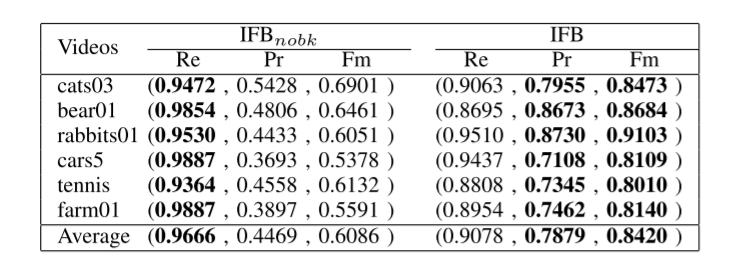 Videos IFBnobk IFB
Re Pr Fm Re Pr Fm
cats03 (0.9472 , 0.5428 , 0.6901 ) (0.9063 , 0.7955 , 0.8473 )
bear01 (0.9854 , 0.4806 , 0.6461 ) (0.8695 , 0.8673 , 0.8684 )
rabbits01 (0.9530 , 0.4433 , 0.6051 ) (0.9510 , 0.8730 , 0.9103 )
cars5 (0.9887 , 0.3693 , 0.5378 ) (0.9437 , 0.7108 , 0.8109 )
tennis (0.9364 , 0.4558 , 0.6132 ) (0.8808 , 0.7345 , 0.8010 )
farm01 (0.9887 , 0.3897 , 0.5591 ) (0.8954 , 0.7462 , 0.8140 )
Average (0.9666 , 0.4469 , 0.6086 ) (0.9078 , 0.7879 , 0.8420 )